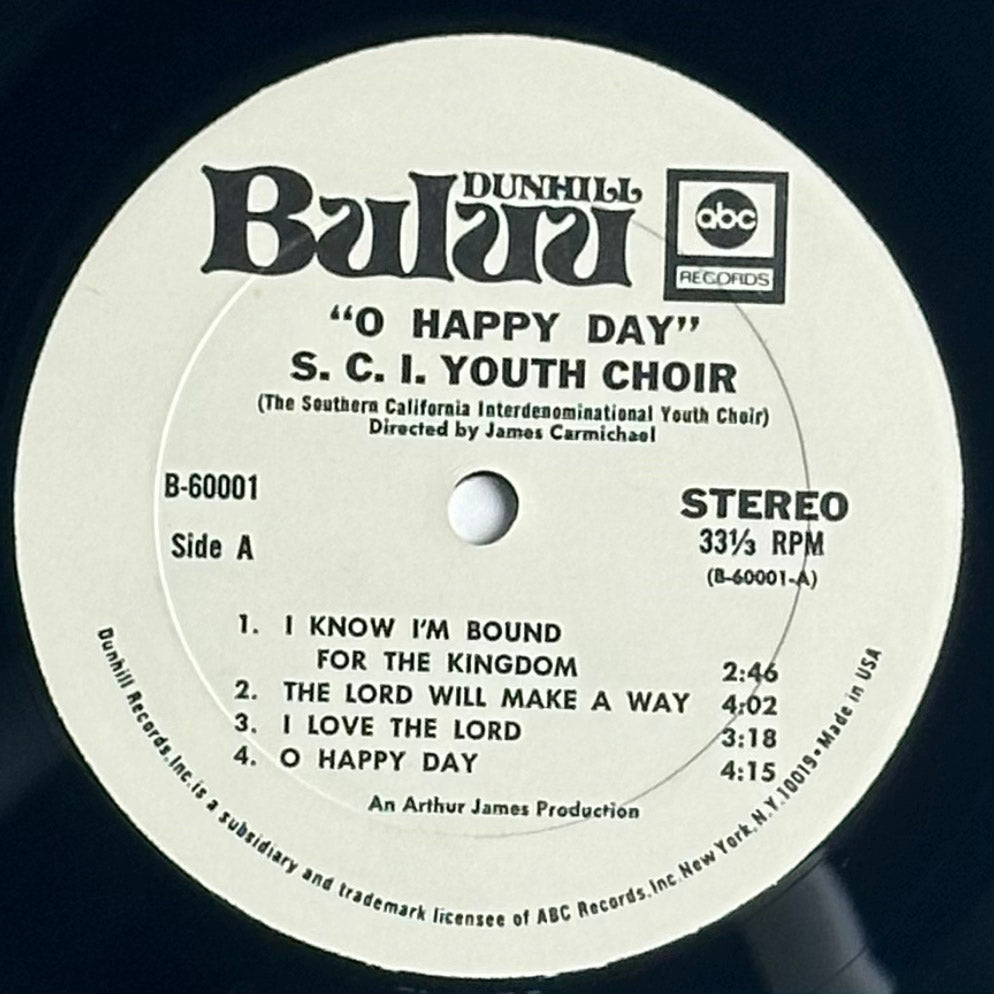 DUNHILL
Buluu
abc
RECORDS
“O HAPPY DAY”
S. C. I. YOUTH CHOIR
(The Southern California Interdenominational Youth Choir)
Directed by James Carmichael
B-60001
Side A
STEREO
33⅓ RPM
(B-60001-A)
1. I KNOW I'M BOUND
FOR THE KINGDOM 2:46
2. THE LORD WILL MAKE A WAY 4:02
3. I LOVE THE LORD 3:18
4. O HAPPY DAY 4:15
An Arthur James Production
Dunhill Records,Inc.is a subsidiary and trademark licensee of ABC Records,Inc.New York,N.Y.10019•Made in USA